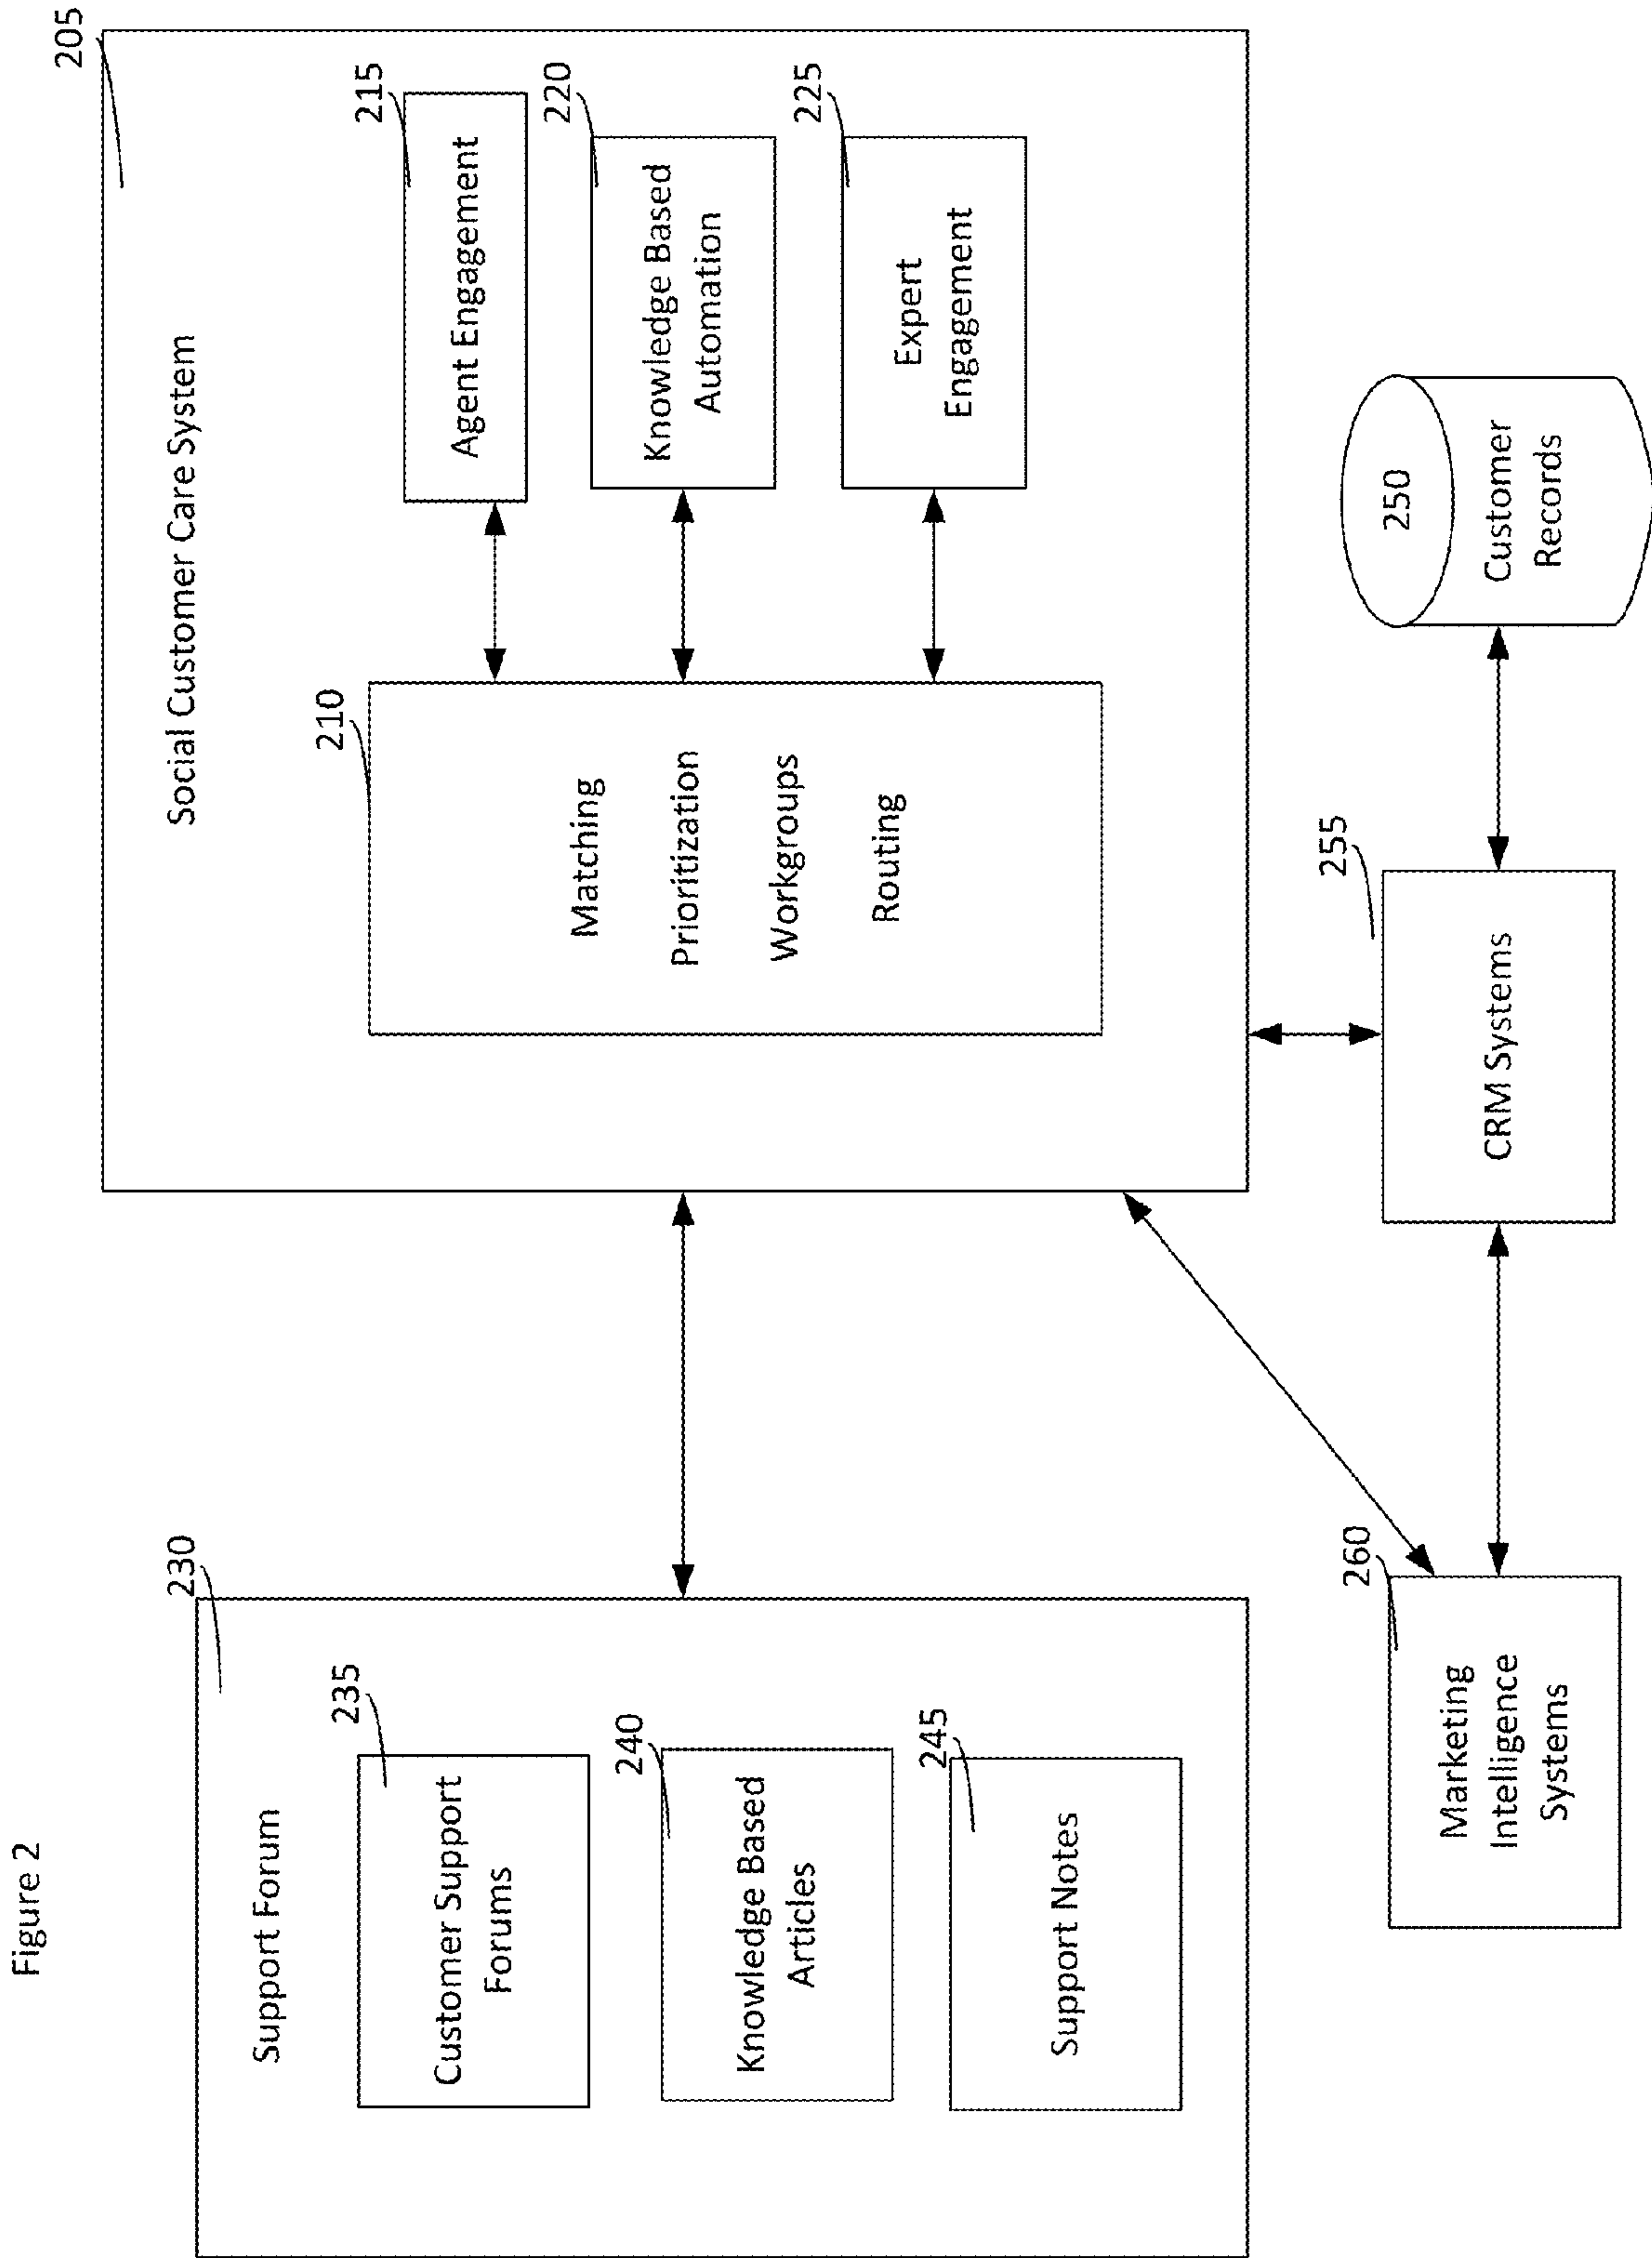 Figure 2
230
Support Forum
235
Customer Support
Forums
240
Knowledge Based
Articles
245
Support Notes
205
Social Customer Care System
210
Matching
Prioritization
Workgroups
Routing
215
Agent Engagement
220
Knowledge Based
Automation
225
Expert
Engagement
260
Marketing
Intelligence
Systems
255
CRM Systems
250
Customer
Records